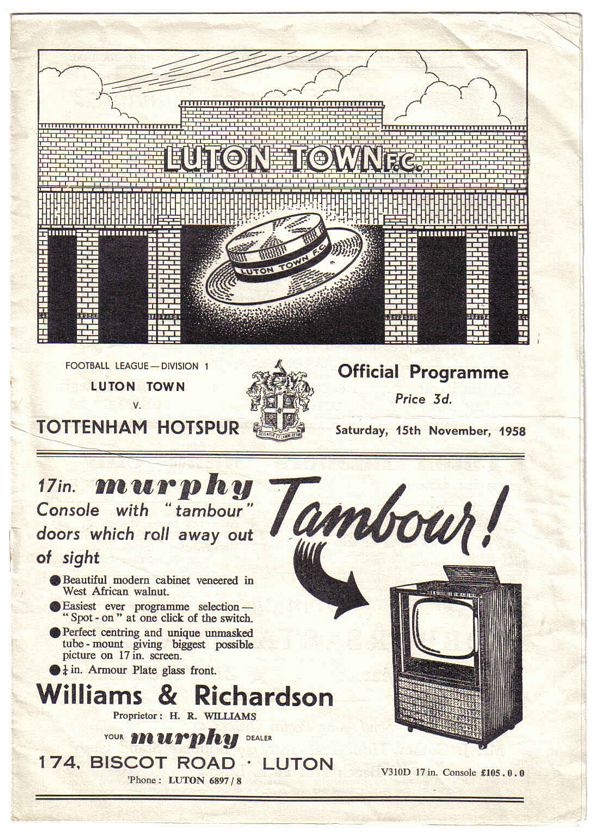 LUTON TOWN F.C.
LUTON TOWN F.C.
FOOTBALL LEAGUE — DIVISION 1
LUTON TOWN
V.
TOTTENHAM HOTSPUR
Official Programme
Price 3d.
Saturday, 15th November, 1958
17in. murphy
Console with "tambour"
doors which roll away out
of sight
Tambour!
● Beautiful modern cabinet veneered in
West African walnut.
● Easiest ever programme selection—
"Spot-on" at one click of the switch.
● Perfect centring and unique unmasked
tube-mount giving biggest possible
picture on 17 in. screen.
● ¼ in. Armour Plate glass front.
Williams & Richardson
Proprietor: H. R. WILLIAMS
YOUR murphy DEALER
174, BISCOT ROAD · LUTON
'Phone: LUTON 6897/8
V310D 17 in. Console £105.0.0